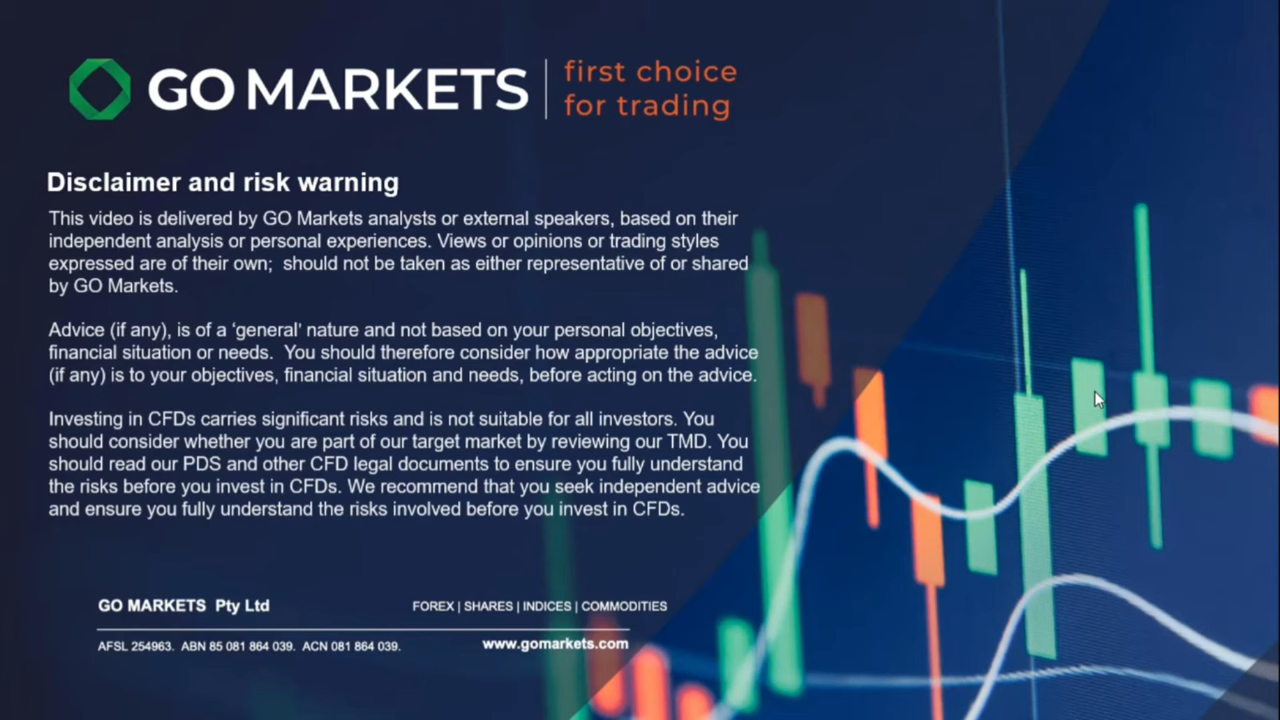 GO MARKETS
first choice
for trading
Disclaimer and risk warning
This video is delivered by GO Markets analysts or external speakers, based on their
independent analysis or personal experiences. Views or opinions or trading styles
expressed are of their own;  should not be taken as either representative of or shared
by GO Markets.
Advice (if any), is of a ‘general’ nature and not based on your personal objectives,
financial situation or needs.  You should therefore consider how appropriate the advice
(if any) is to your objectives, financial situation and needs, before acting on the advice.
Investing in CFDs carries significant risks and is not suitable for all investors. You
should consider whether you are part of our target market by reviewing our TMD. You
should read our PDS and other CFD legal documents to ensure you fully understand
the risks before you invest in CFDs. We recommend that you seek independent advice
and ensure you fully understand the risks involved before you invest in CFDs.
GO MARKETS  Pty Ltd
FOREX | SHARES | INDICES | COMMODITIES
AFSL 254963.  ABN 85 081 864 039.  ACN 081 864 039.
www.gomarkets.com